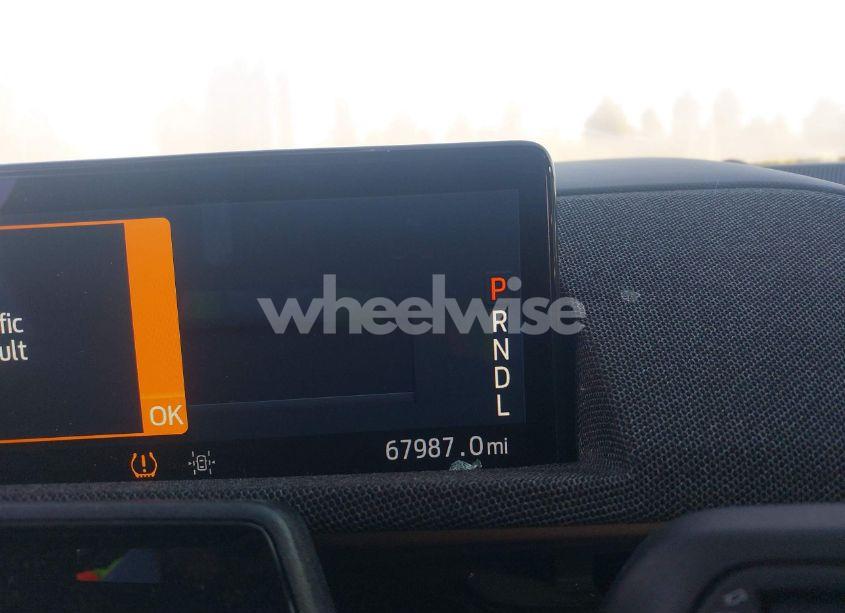 fic
ult
OK
P
R
N
D
L
67987.0mi
wheelwise